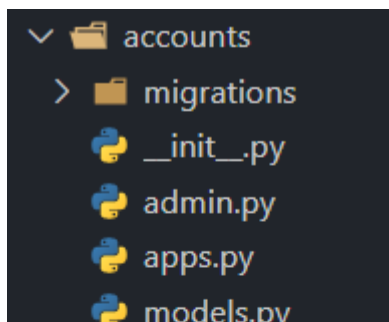 accounts
migrations
__init__.py
admin.py
apps.py
models.py